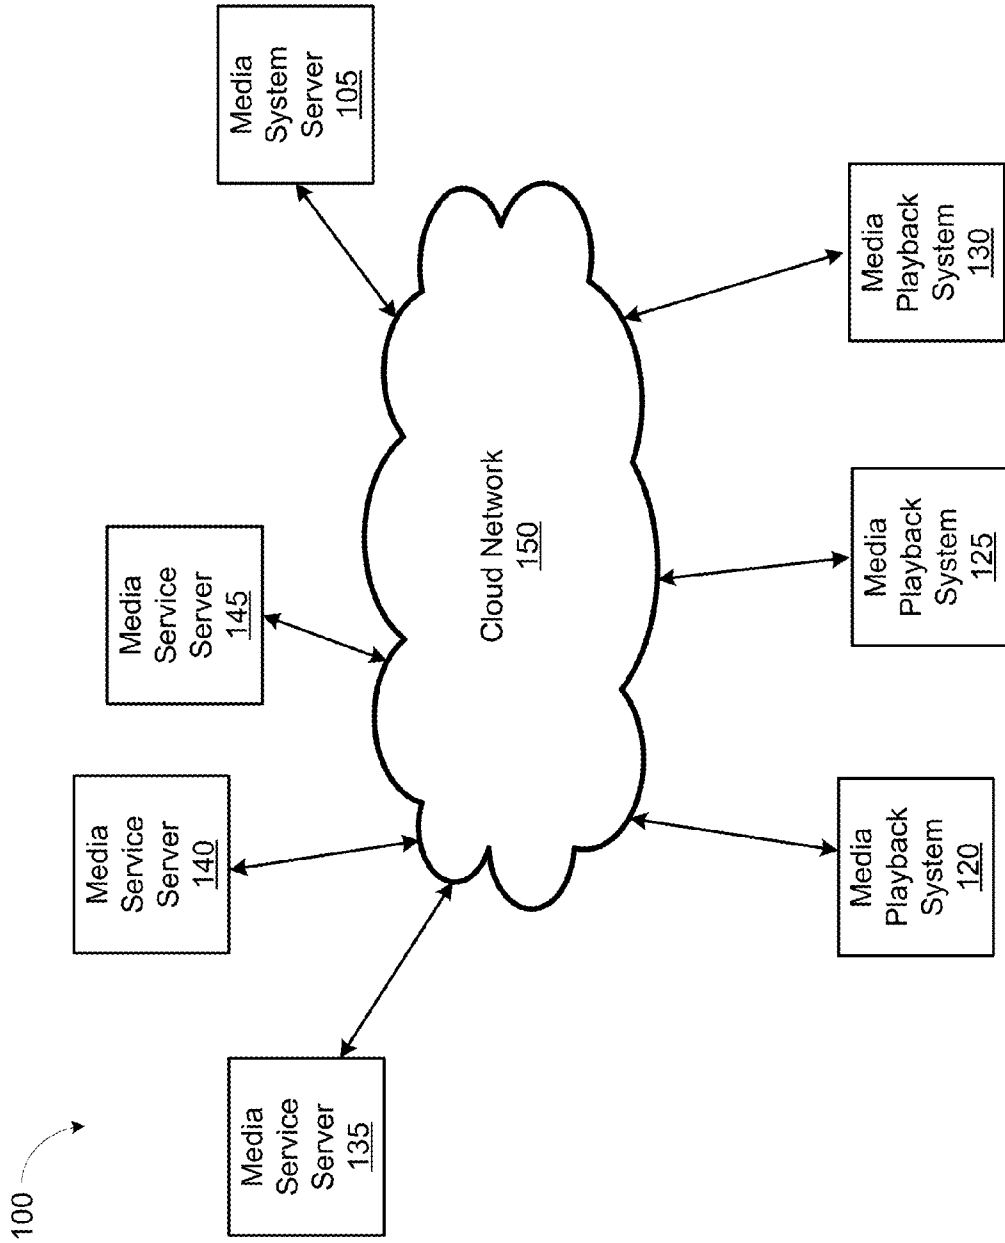 100
Media
Service
Server
135
Media
Service
Server
140
Media
Service
Server
145
Media
System
Server
105
Cloud Network
150
Media
Playback
System
120
Media
Playback
System
125
Media
Playback
System
130